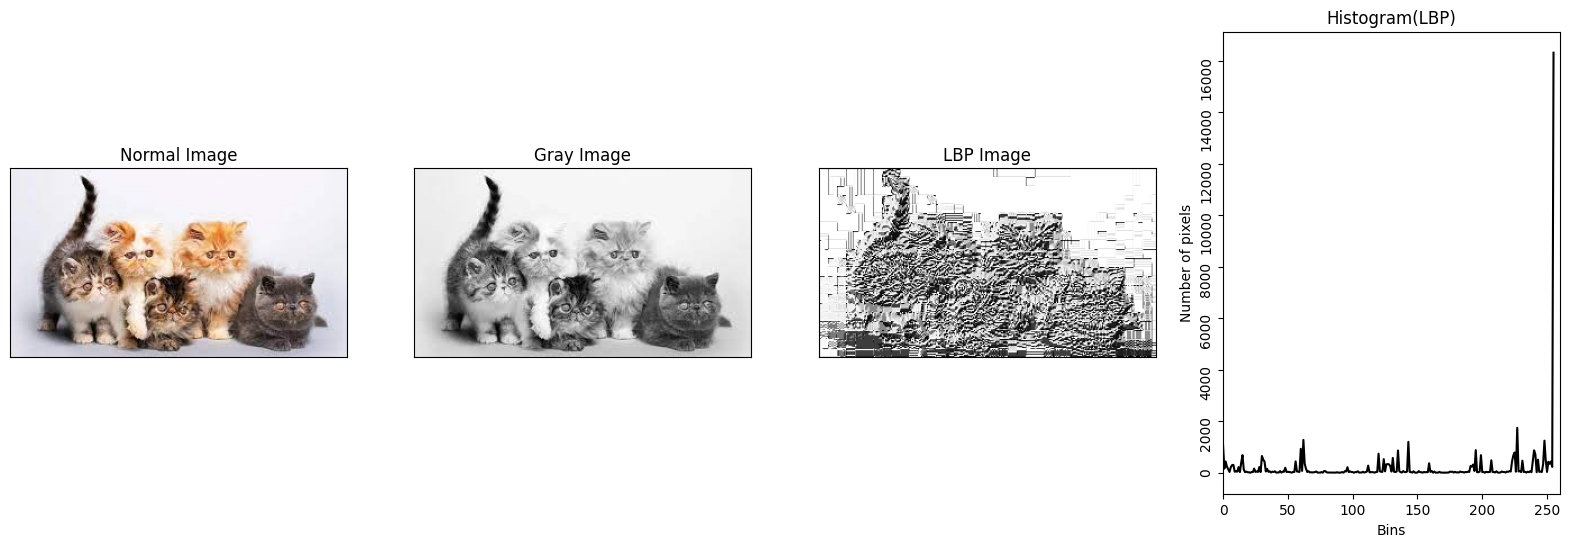 Normal Image
Gray Image
LBP Image
Histogram(LBP)
Number of pixels
16000
14000
12000
10000
8000
6000
4000
2000
0
0 50 100 150 200 250
Bins